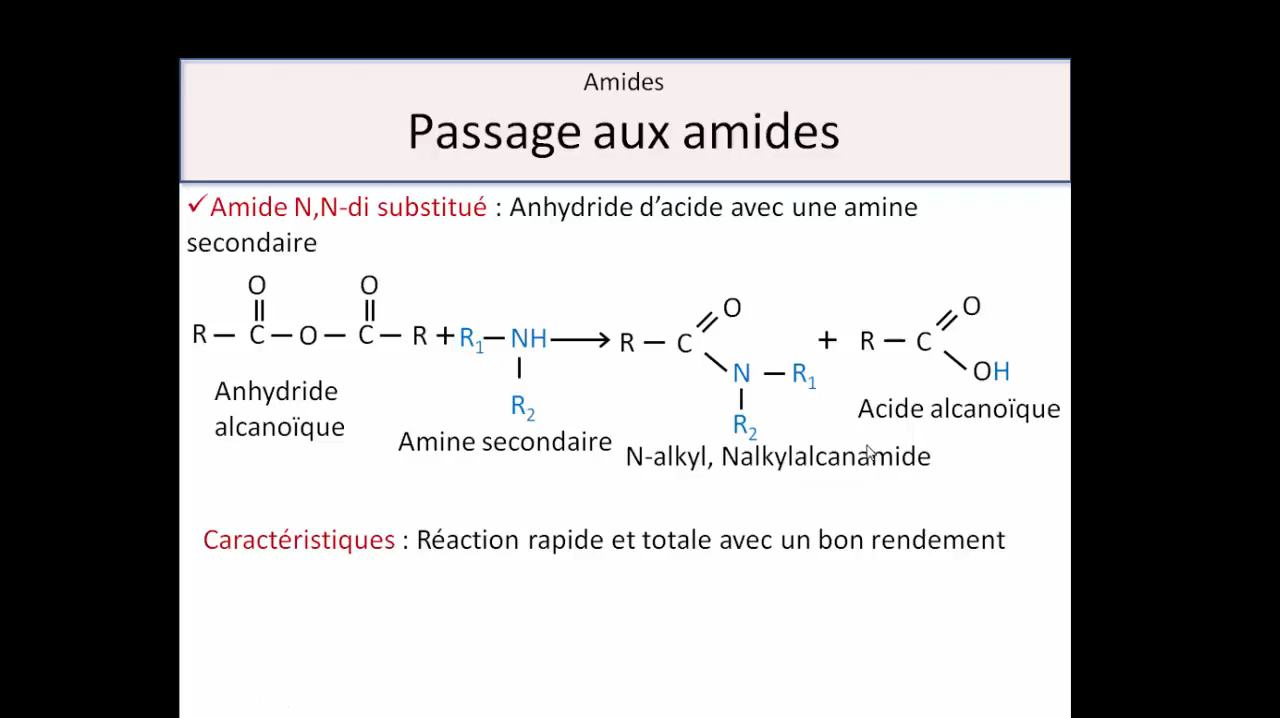 Amides
Passage aux amides
✓Amide N,N-di substitué : Anhydride d’acide avec une amine
secondaire
O O O O
R — C — O — C — R + R1 — NH → R — C + R — C
N — R1 OH
R2 R2
Anhydride
alcanoïque
Acide alcanoïque
Amine secondaire
N-alkyl, Nalkylalcanamide
Caractéristiques : Réaction rapide et totale avec un bon rendement